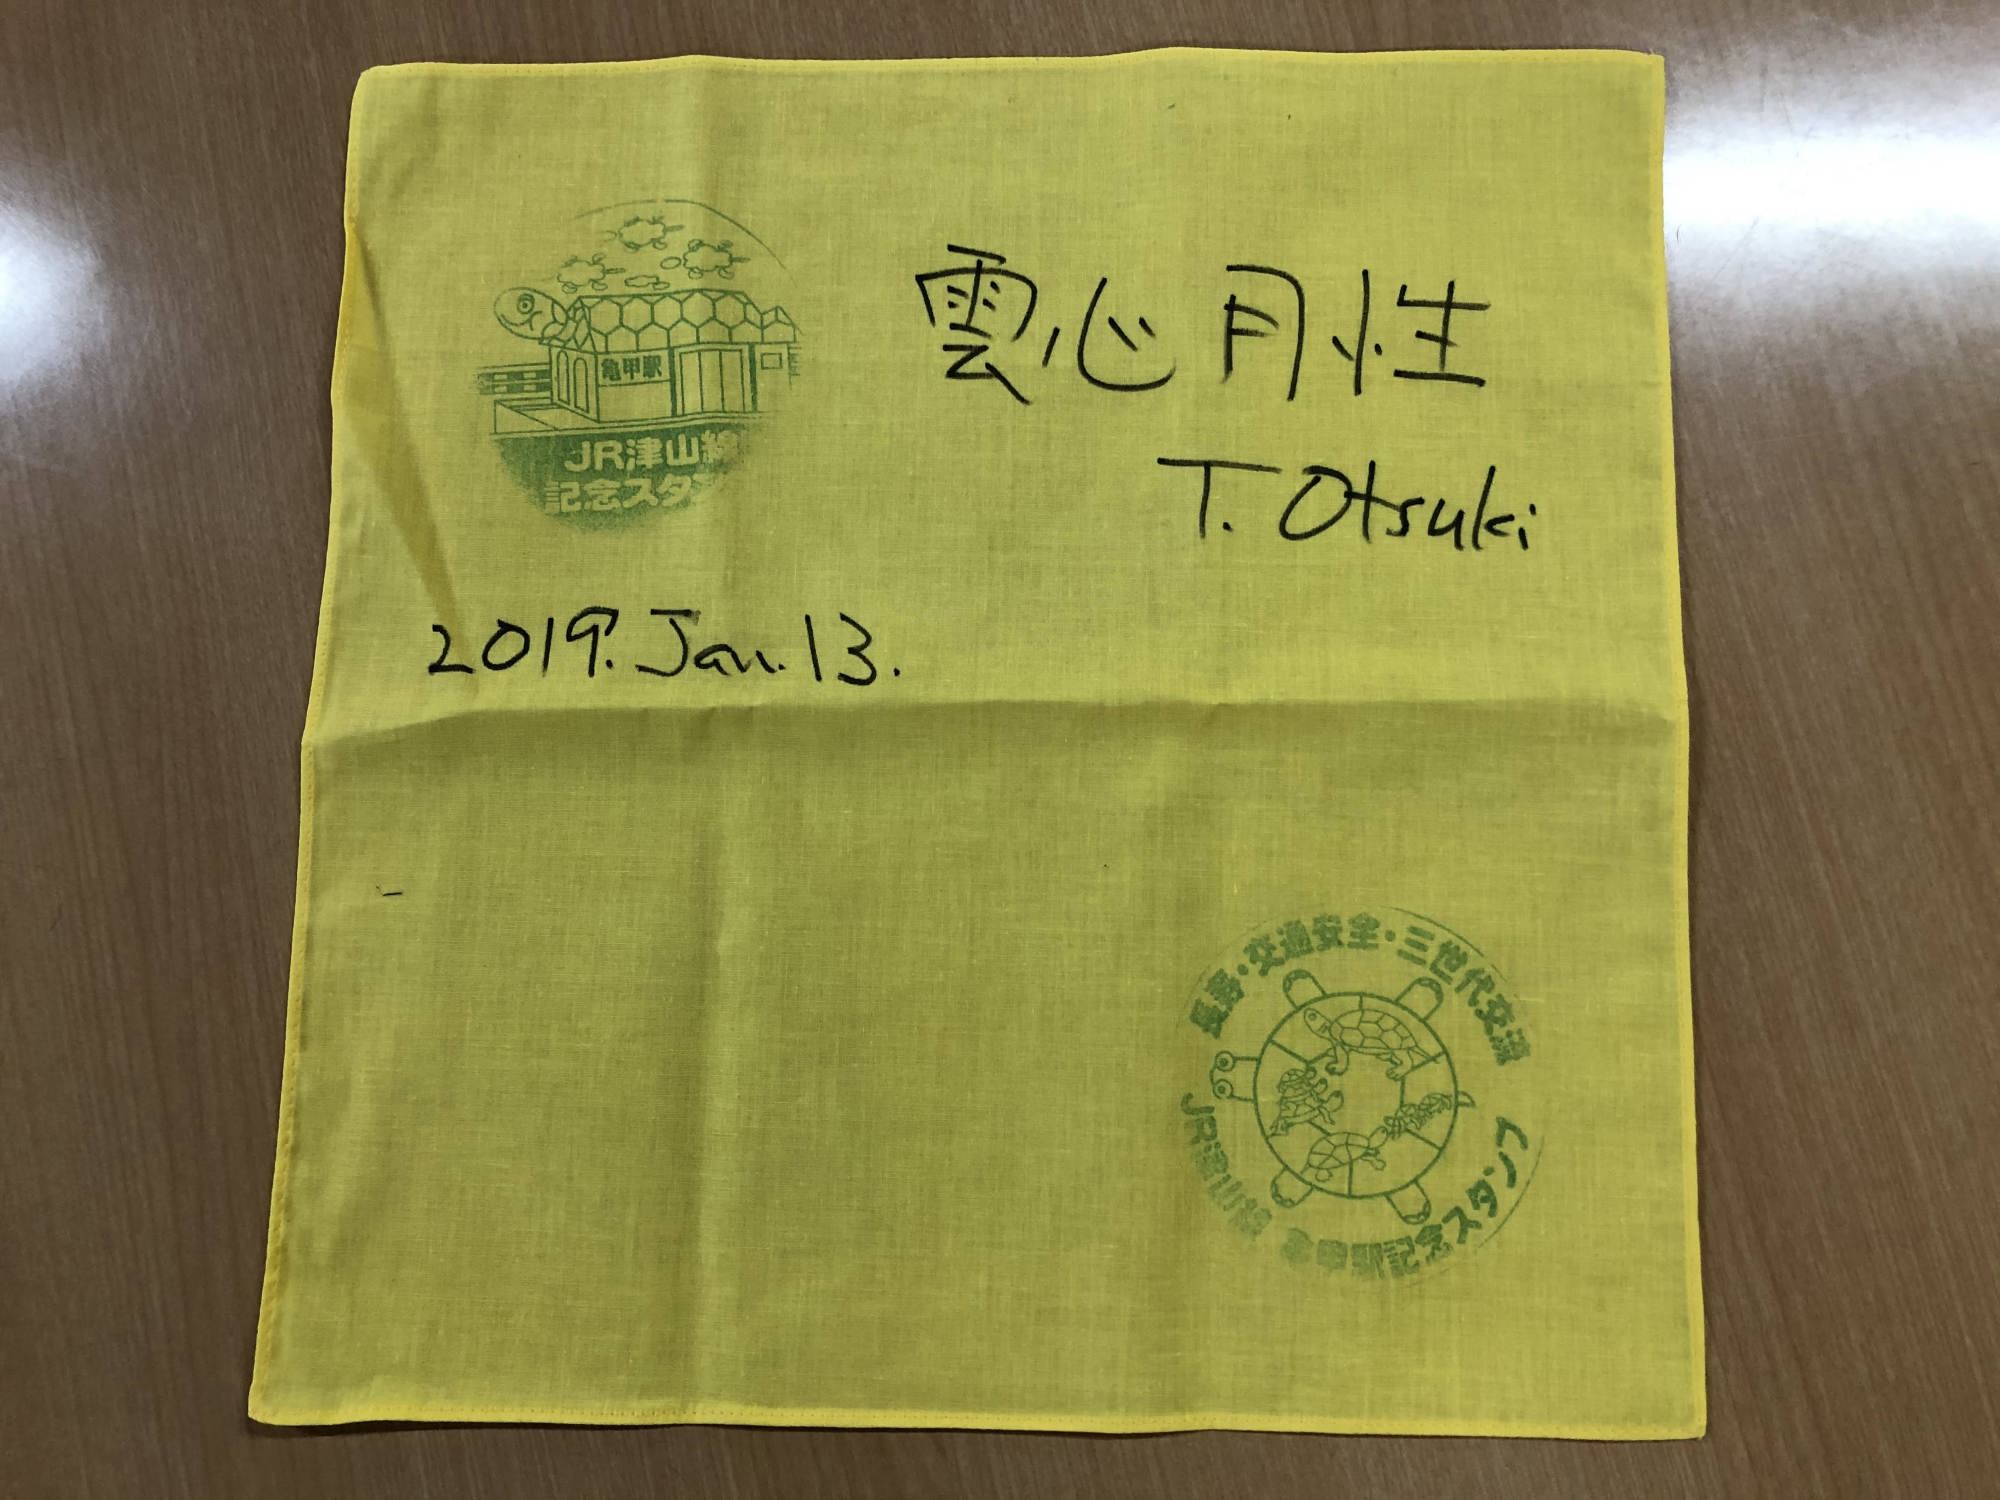 亀甲駅
JR津山線
記念スタ
雲心月性
T. Otsuki
2019. Jan. 13.
長寿・交通安全・三世代交流
JR津山線 亀甲駅記念スタンプ